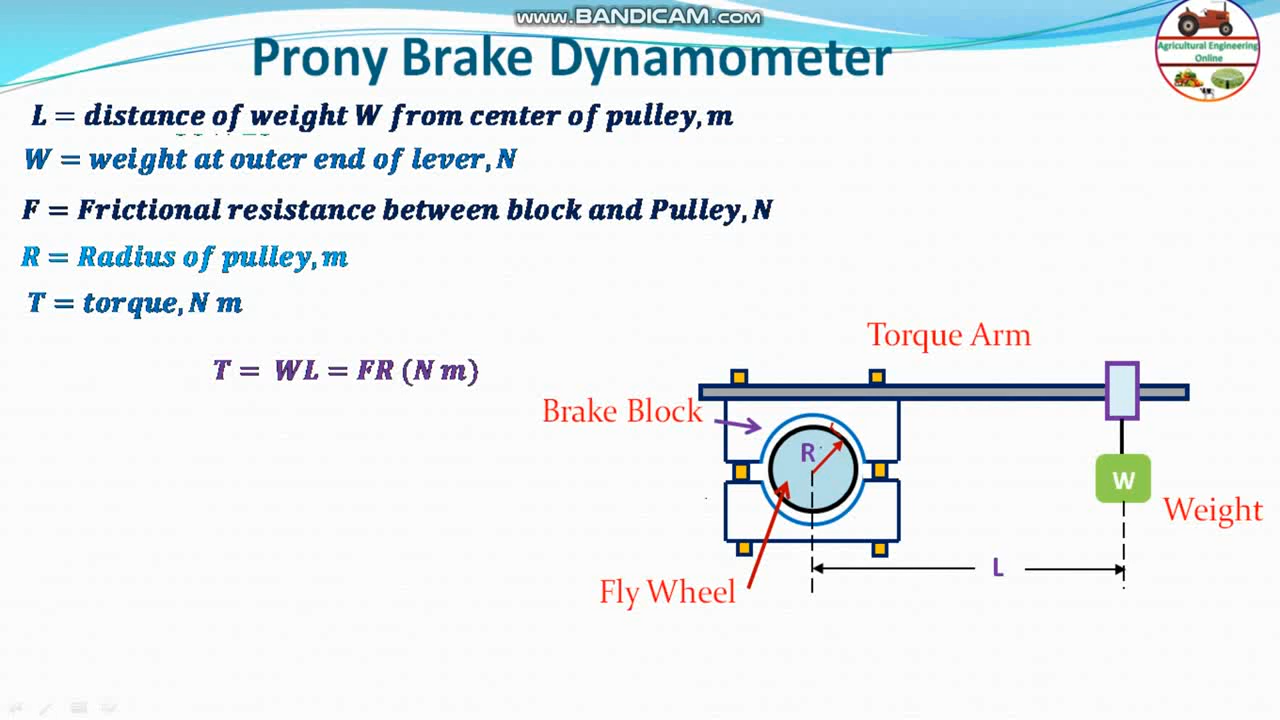 www.BANDICAM.com
Prony Brake Dynamometer
Agricultural Engineering
Online
L = distance of weight W from center of pulley, m
W = weight at outer end of lever, N
F = Frictional resistance between block and Pulley, N
R = Radius of pulley, m
T = torque, N m
T = WL = FR (N m)
Torque Arm
Brake Block
R
W
Weight
L
Fly Wheel